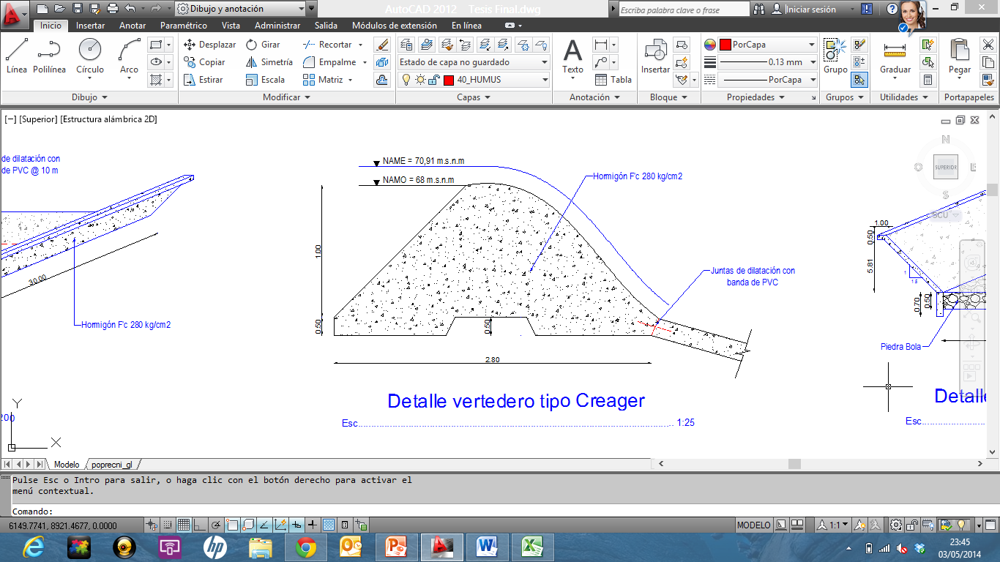 AutoCAD 2012 Tesis Final.dwg
Dibujo y anotación
Escriba palabra clave o frase
Iniciar sesión
Inicio Insertar Anotar Paramétrico Vista Administrar Salida Módulos de extensión En línea
Línea Polilínea Círculo Arco
Desplazar Girar Recortar
Copiar Simetría Empalme
Estirar Escala Matriz
Estado de capa no guardado
40_HUMUS
Texto Tabla
Insertar
PorCapa
0.13 mm
PorCapa
Grupo Graduar Pegar
Dibujo Modificar Capas Anotación Bloque Propiedades Grupos Utilidades Portapapeles
[−] [Superior] [Estructura alámbrica 2D]
de dilatación con
de PVC @ 10 m
30.00
Hormigón F'c 280 kg/cm2
NAME = 70,91 m.s.n.m
NAMO = 68 m.s.n.m
Hormigón F'c 280 kg/cm2
1.00
0.50
0.50
2.80
Juntas de dilatación con
banda de PVC
Detalle vertedero tipo Creager
Esc. 1:25
N
O SUPERIOR E
S
SCU
1.00
0.50
5.81
1
1.5
0.70
0.50
Piedra Bola
Detalle
Esc.
200
Y
X
Modelo poprecni_gl
Pulse Esc o Intro para salir, o haga clic con el botón derecho para activar el
menú contextual.
Comando:
6149.7741, 8921.4677, 0.0000
MODELO
1:1
23:45
03/05/2014